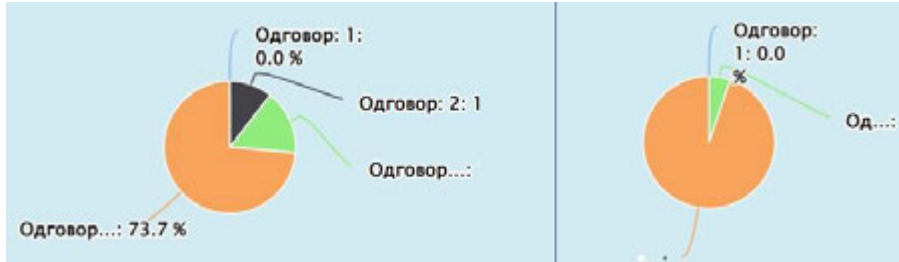 Одговор: 1:
0.0 %
Одговор: 2: 1
Одговор...:
Одговор...: 73.7 %
Одговор:
1: 0.0
%
Од...: